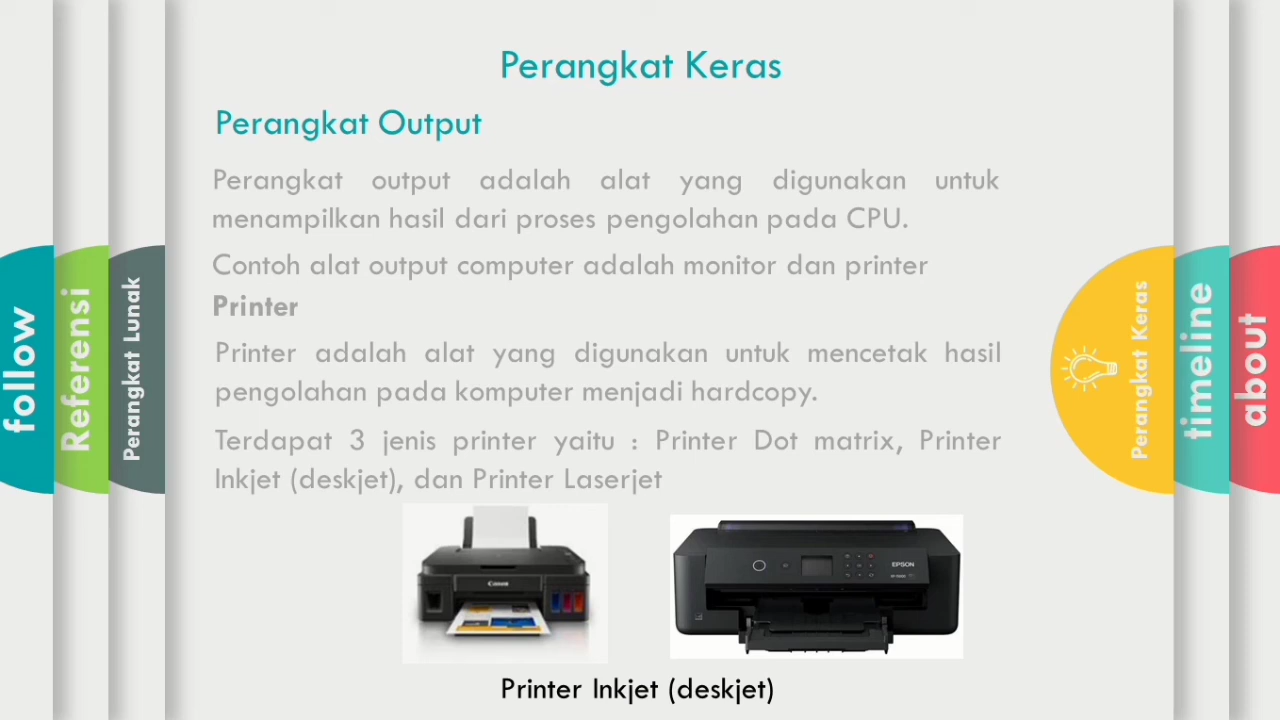 Perangkat Keras
Perangkat Output
Perangkat output adalah alat yang digunakan untuk
menampilkan hasil dari proses pengolahan pada CPU.
Contoh alat output computer adalah monitor dan printer
Printer
Printer adalah alat yang digunakan untuk mencetak hasil
pengolahan pada komputer menjadi hardcopy.
Terdapat 3 jenis printer yaitu : Printer Dot matrix, Printer
Inkjet (deskjet), dan Printer Laserjet
Canon
EPSON
Printer Inkjet (deskjet)
follow
Referensi
Perangkat Lunak
Perangkat Keras
timeline
about